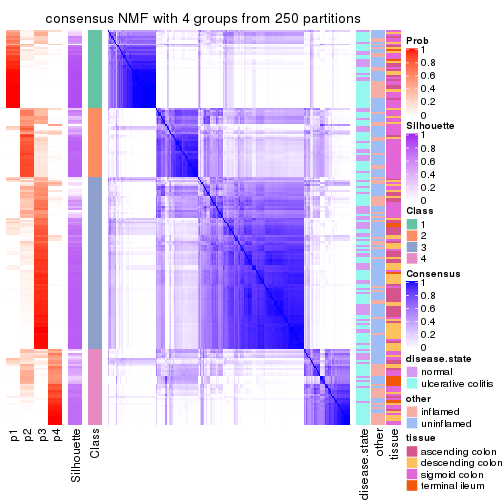 consensus NMF with 4 groups from 250 partitions
p1
p2
p3
p4
Silhouette
Class
disease.state
other
tissue
Prob
1
0.8
0.6
0.4
0.2
0
Silhouette
1
0.8
0.6
0.4
0.2
0
Class
1
2
3
4
Consensus
1
0.8
0.6
0.4
0.2
0
disease.state
normal
ulcerative colitis
other
inflamed
uninflamed
tissue
ascending colon
descending colon
sigmoid colon
terminal ileum